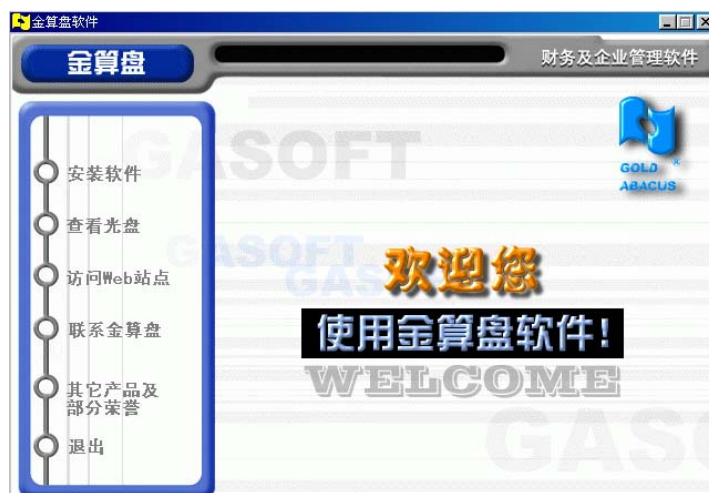 金算盘软件
金算盘
财务及企业管理软件
GASOFT
GOLD
ABACUS
安装软件
查看光盘
访问Web站点
联系金算盘
其它产品及
部分荣誉
退出
GASOFT
GAS
欢迎您
使用金算盘软件!
WELCOME
GAS